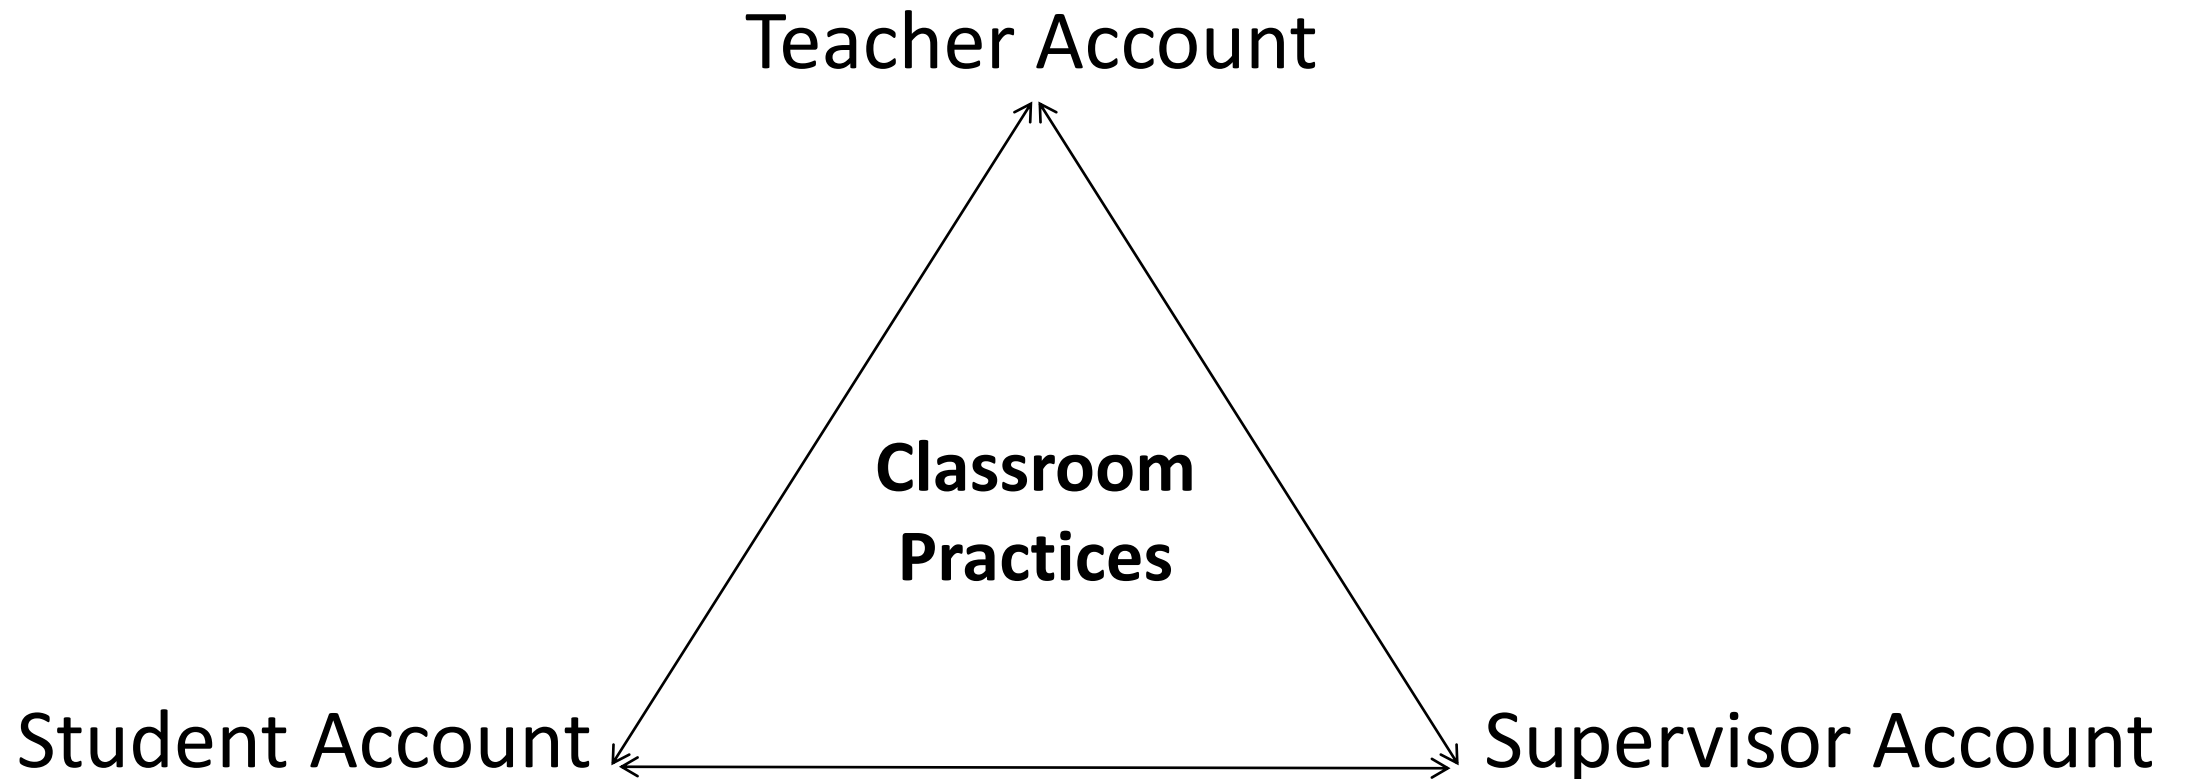 Teacher Account
Classroom
Practices
Student Account
Supervisor Account